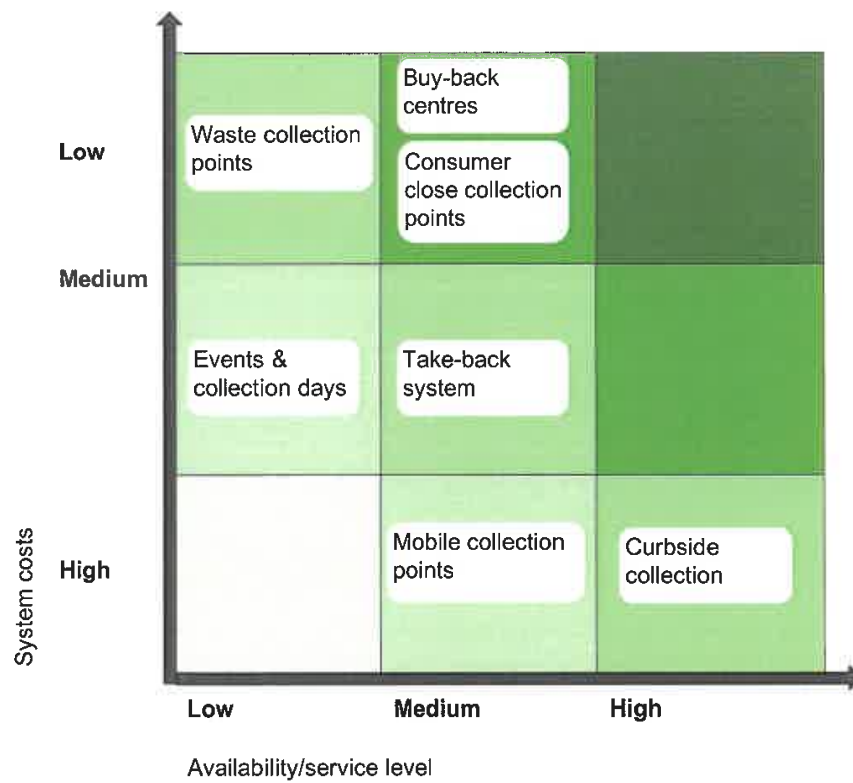 Buy-back
centres
Waste collection
points
Low
Consumer
close collection
points
Medium
Events &
collection days
Take-back
system
Mobile collection
points
Curbside
collection
High
System costs
Low
Medium
High
Availability/service level